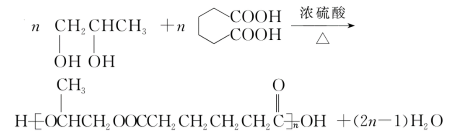 n CH₂CHCH₃ +n COOH 浓硫酸
COOH △
OH OH
CH₃ O
H[OCHCH₂OOCCH₂CH₂CH₂CH₂C]ₙOH +(2n−1)H₂O